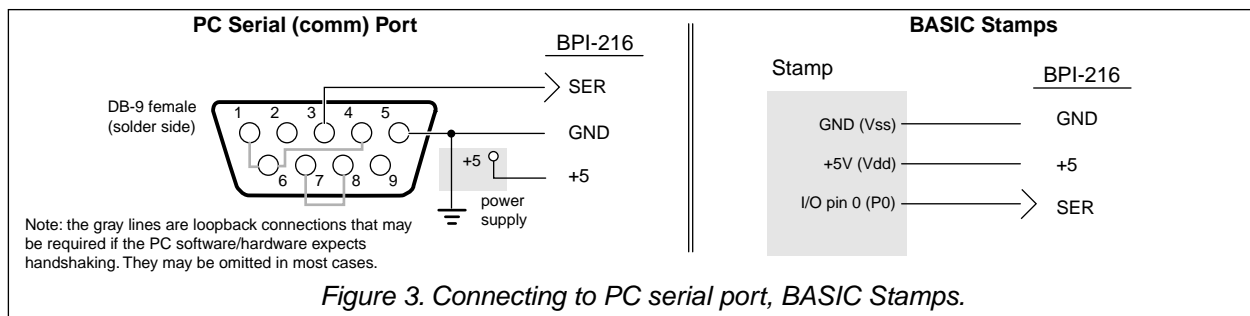 PC Serial (comm) Port
BPI-216
SER
DB-9 female
(solder side)
1 2 3 4 5
6 7 8 9
GND
+5
+5
power
supply
Note: the gray lines are loopback connections that may
be required if the PC software/hardware expects
handshaking. They may be omitted in most cases.
BASIC Stamps
Stamp
BPI-216
GND (Vss)
GND
+5V (Vdd)
+5
I/O pin 0 (P0)
SER
Figure 3. Connecting to PC serial port, BASIC Stamps.